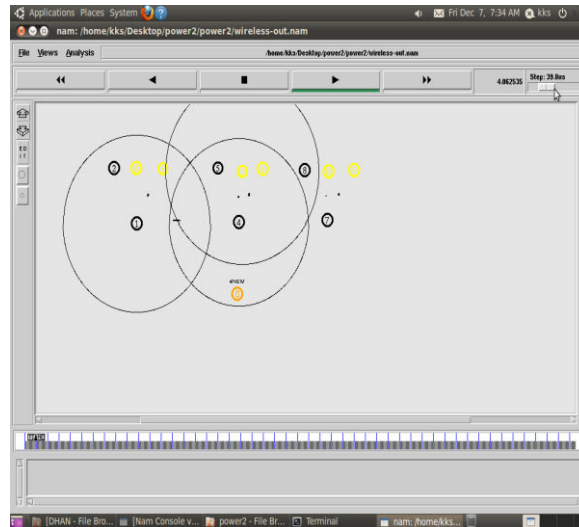 Applications Places System
Fri Dec 7, 7:34 AM kks
nam: /home/kks/Desktop/power2/power2/wireless-out.nam
File Views Analysis
/home/kks/Desktop/power2/power2/wireless-out.nam
4.062535
Step: 39.8ms
2
5
8
1
4
7
[DHAN - File Bro...
[Nam Console v...
power2 - File Br...
Terminal
nam: /home/kks...